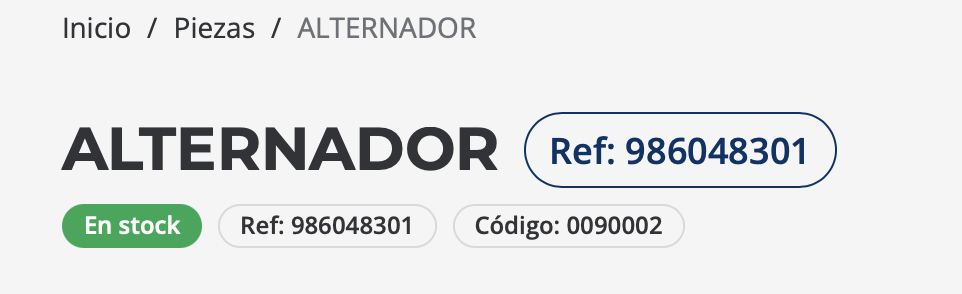 Inicio / Piezas / ALTERNADOR
ALTERNADOR Ref: 986048301
En stock Ref: 986048301 Código: 0090002